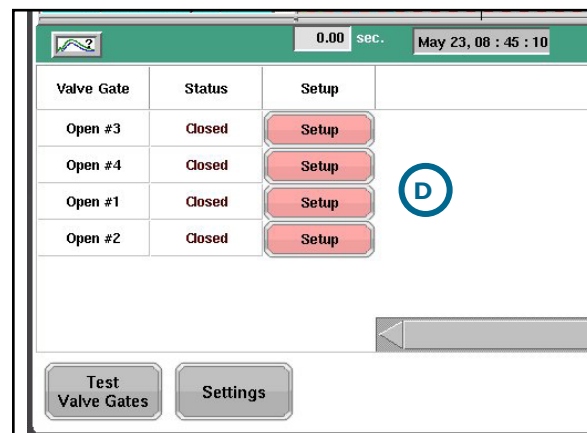 ?
0.00 sec. May 23, 08 : 45 : 10
Valve Gate Status Setup
Open #3 Closed Setup
Open #4 Closed Setup
Open #1 Closed Setup
Open #2 Closed Setup
D
Test
Valve Gates
Settings